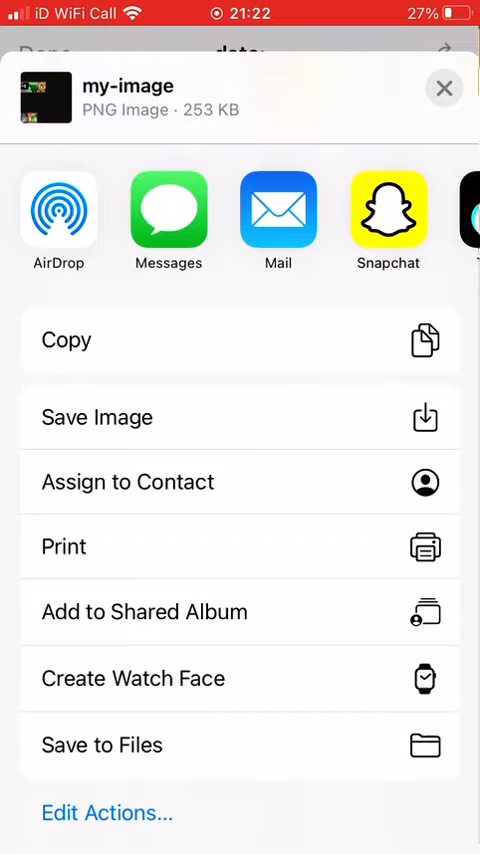 iD WiFi Call 21:22 27%
my-image
PNG Image · 253 KB
AirDrop Messages Mail Snapchat
Copy
Save Image
Assign to Contact
Print
Add to Shared Album
Create Watch Face
Save to Files
Edit Actions...